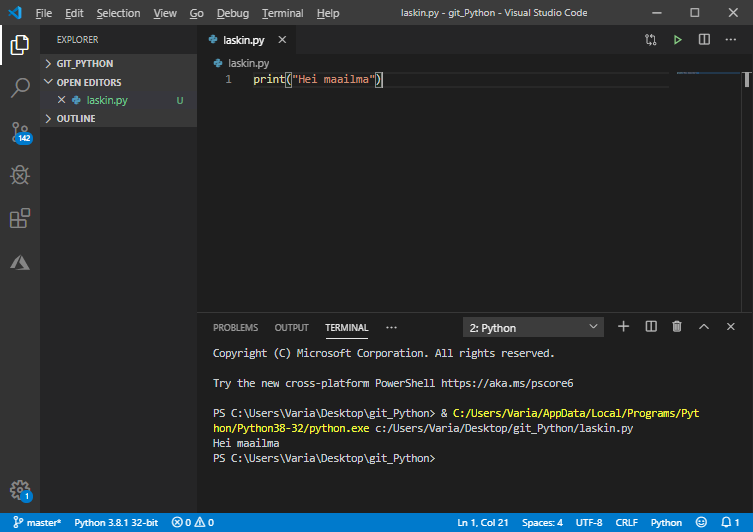 File Edit Selection View Go Debug Terminal Help laskin.py - git_Python - Visual Studio Code
EXPLORER
GIT_PYTHON
OPEN EDITORS
laskin.py U
OUTLINE
142
1
laskin.py
laskin.py
1 print("Hei maailma")
PROBLEMS OUTPUT TERMINAL ··· 2: Python
Copyright (C) Microsoft Corporation. All rights reserved.
Try the new cross-platform PowerShell https://aka.ms/pscore6
PS C:\Users\Varia\Desktop\git_Python> & C:/Users/Varia/AppData/Local/Programs/Pyt
hon/Python38-32/python.exe c:/Users/Varia/Desktop/git_Python/laskin.py
Hei maailma
PS C:\Users\Varia\Desktop\git_Python>
master* Python 3.8.1 32-bit 0 0 Ln 1, Col 21 Spaces: 4 UTF-8 CRLF Python 1